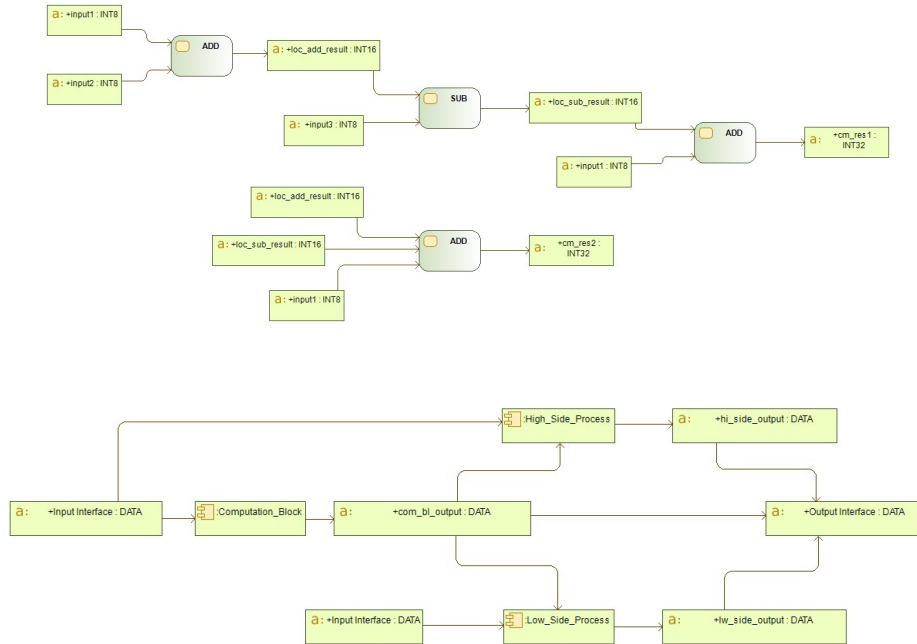 a: +input1 : INT8
ADD
a: +loc_add_result : INT16
a: +input2 : INT8
SUB
a: +loc_sub_result : INT16
a: +input3 : INT8
ADD
a: +cm_res1 :
INT32
a: +input1 : INT8
a: +loc_add_result : INT16
a: +loc_sub_result : INT16
ADD
a: +cm_res2 :
INT32
a: +input1 : INT8
:High_Side_Process
a: +hi_side_output : DATA
a: +Input Interface : DATA
:Computation_Block
a: +com_bl_output : DATA
a: +Output Interface : DATA
a: +Input Interface : DATA
:Low_Side_Process
a: +lw_side_output : DATA